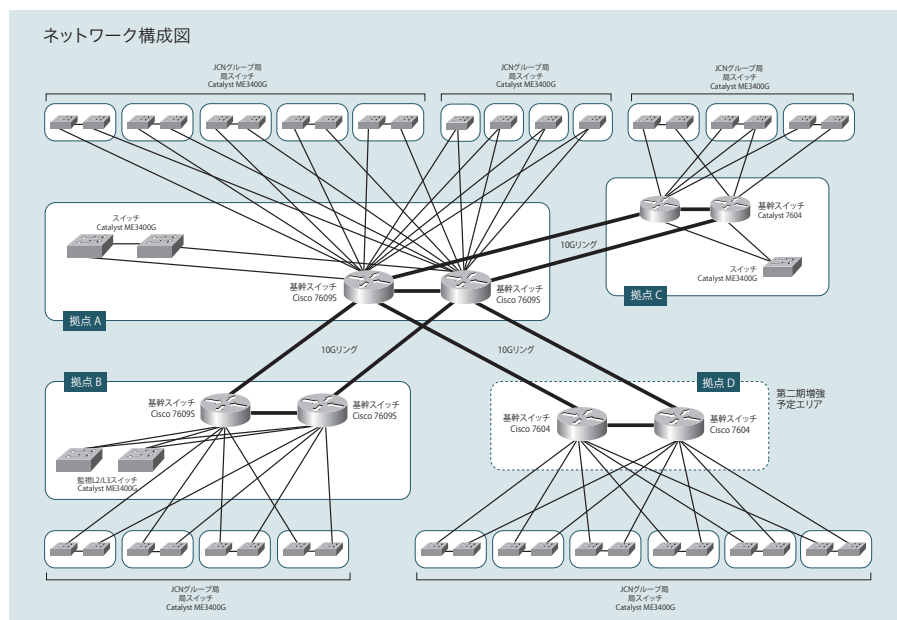 ネットワーク構成図
JCNグループ局
局スイッチ
Catalyst ME3400G
JCNグループ局
局スイッチ
Catalyst ME3400G
JCNグループ局
局スイッチ
Catalyst ME3400G
スイッチ
Catalyst ME3400G
基幹スイッチ
Catalyst 7604
10Gリング
スイッチ
Catalyst ME3400G
基幹スイッチ
Cisco 7609S
基幹スイッチ
Cisco 7609S
拠点 C
拠点 A
10Gリング
10Gリング
拠点 B
拠点 D
第二期増強
予定エリア
基幹スイッチ
Cisco 7609S
基幹スイッチ
Cisco 7609S
基幹スイッチ
Cisco 7604
基幹スイッチ
Cisco 7604
監視L2/L3スイッチ
Catalyst ME3400G
JCNグループ局
局スイッチ
Catalyst ME3400G
JCNグループ局
局スイッチ
Catalyst ME3400G